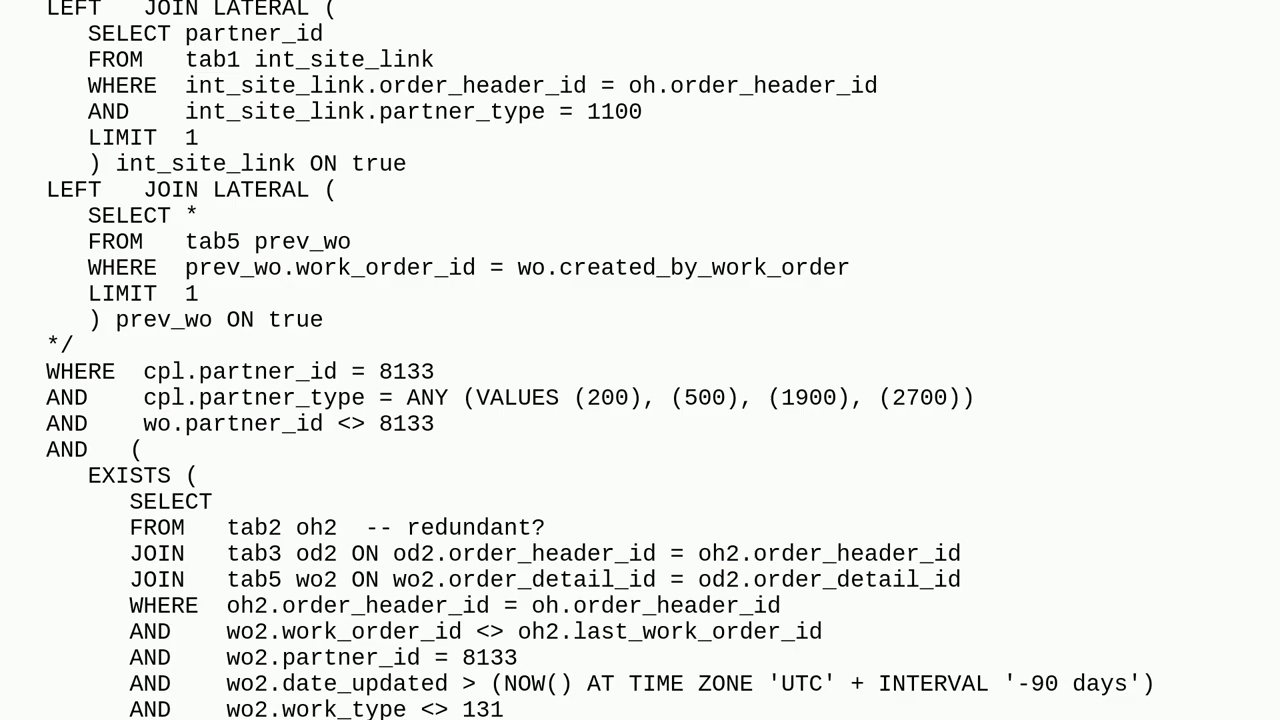 LEFT   JOIN LATERAL (
   SELECT partner_id
   FROM   tab1 int_site_link
   WHERE  int_site_link.order_header_id = oh.order_header_id
   AND    int_site_link.partner_type = 1100
   LIMIT  1
   ) int_site_link ON true
LEFT   JOIN LATERAL (
   SELECT *
   FROM   tab5 prev_wo
   WHERE  prev_wo.work_order_id = wo.created_by_work_order
   LIMIT  1
   ) prev_wo ON true
*/
WHERE  cpl.partner_id = 8133
AND    cpl.partner_type = ANY (VALUES (200), (500), (1900), (2700))
AND    wo.partner_id <> 8133
AND   (
   EXISTS (
      SELECT
      FROM   tab2 oh2  -- redundant?
      JOIN   tab3 od2 ON od2.order_header_id = oh2.order_header_id
      JOIN   tab5 wo2 ON wo2.order_detail_id = od2.order_detail_id
      WHERE  oh2.order_header_id = oh.order_header_id
      AND    wo2.work_order_id <> oh2.last_work_order_id
      AND    wo2.partner_id = 8133
      AND    wo2.date_updated > (NOW() AT TIME ZONE 'UTC' + INTERVAL '-90 days')
      AND    wo2.work_type <> 131